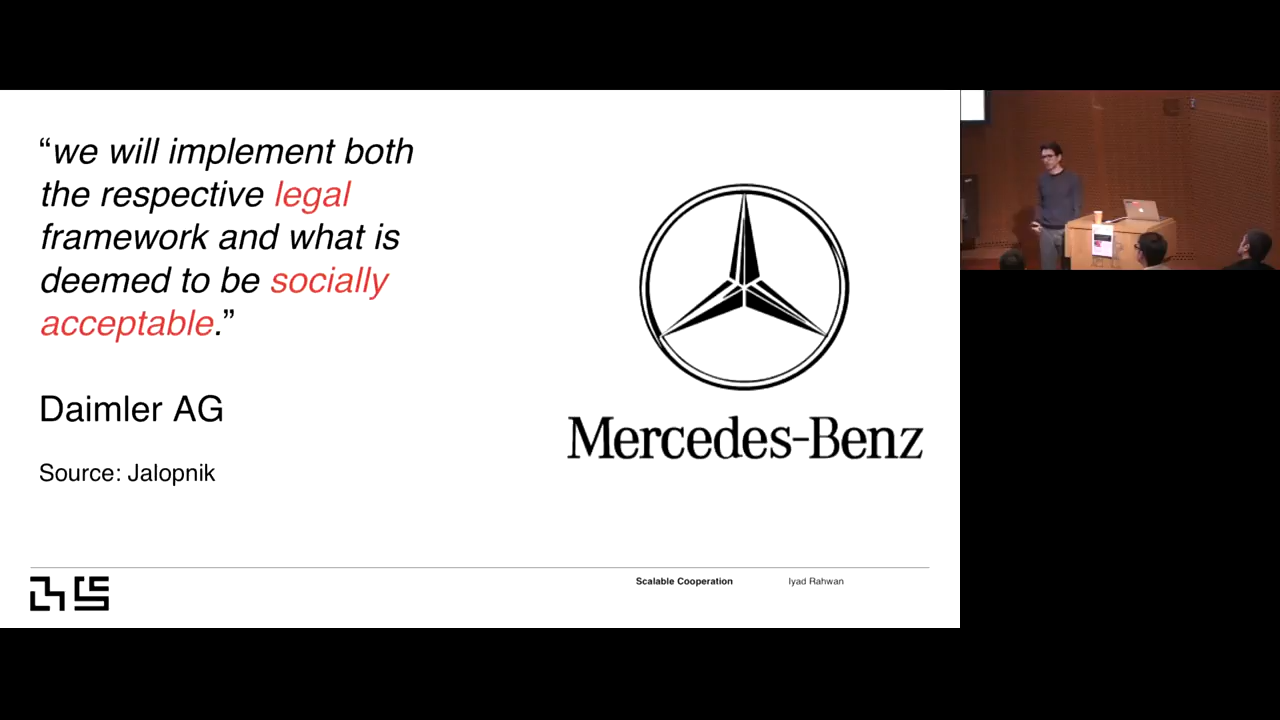 “we will implement both
the respective legal
framework and what is
deemed to be socially
acceptable.”
Daimler AG
Source: Jalopnik
Mercedes-Benz
Scalable Cooperation
Iyad Rahwan